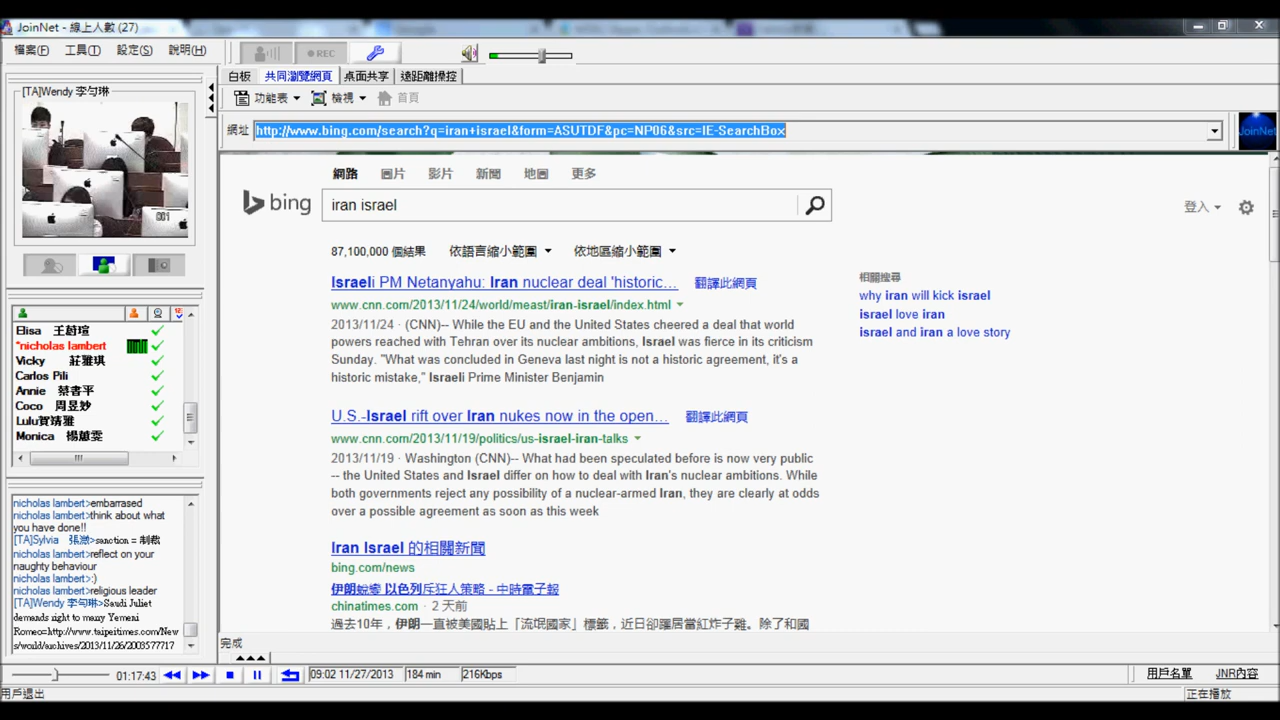 JoinNet - 線上人數 (27)
檔案(F) 工具(T) 設定(S) 說明(H)
REC
白板 共同瀏覽網頁 桌面共享 遠距離操控
功能表 檢視 首頁
網址 http://www.bing.com/search?q=iran+israel&form=ASUTDF&pc=NP06&src=IE-SearchBox
JoinNet
[TA]Wendy 李勻琳
001
Elisa
*nicholas lambert
Vicky 莊雅琪
Carlos Pili
Annie 蔡書平
Coco 周昱妙
Lulu賀婧雅
Monica
nicholas lambert>embarrased
nicholas lambert>think about what
you have done!!
[TA]Sylvia 張瀓>sanction = 制裁
nicholas lambert>reflect on your
naughty behaviour
nicholas lambert>:)
nicholas lambert>religious leader
[TA]Wendy 李勻琳>Saudi Juliet
demands right to marry Yemeni
Romeo=http://www.taipeitimes.com/New
s/world/archives/2013/11/26/2003577717
網路 圖片 影片 新聞 地圖 更多
bing
iran israel
登入
87,100,000 個結果 依語言縮小範圍 依地區縮小範圍
Israeli PM Netanyahu: Iran nuclear deal 'historic… 翻譯此網頁
www.cnn.com/2013/11/24/world/meast/iran-israel/index.html
2013/11/24 · (CNN)-- While the EU and the United States cheered a deal that world
powers reached with Tehran over its nuclear ambitions, Israel was fierce in its criticism
Sunday. "What was concluded in Geneva last night is not a historic agreement, it's a
historic mistake," Israeli Prime Minister Benjamin
U.S.-Israel rift over Iran nukes now in the open… 翻譯此網頁
www.cnn.com/2013/11/19/politics/us-israel-iran-talks
2013/11/19 · Washington (CNN)-- What had been speculated before is now very public
-- the United States and Israel differ on how to deal with Iran's nuclear ambitions. While
both governments reject any possibility of a nuclear-armed Iran, they are clearly at odds
over a possible agreement as soon as this week
Iran Israel 的相關新聞
bing.com/news
伊朗蛻變 以色列斥狂人策略 - 中時電子報
chinatimes.com · 2 天前
過去10年，伊朗一直被美國貼上「流氓國家」標籤，近日卻躍居當紅炸子雞。除了和國
相關搜尋
why iran will kick israel
israel love iran
israel and iran a love story
完成
01:17:43
09:02 11/27/2013 184 min 216Kbps
用戶名單 JNR內容
用戶退出
正在播放